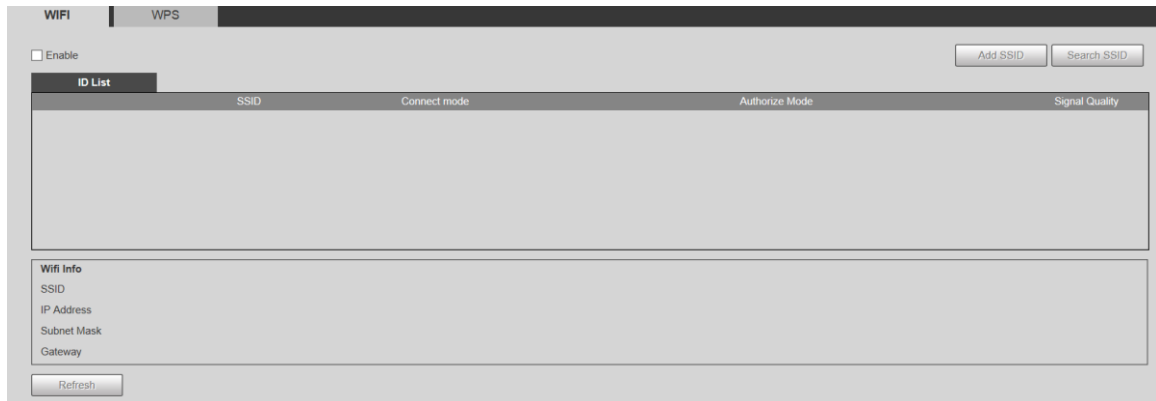 WIFI WPS
Enable Add SSID Search SSID
ID List
SSID Connect mode Authorize Mode Signal Quality
Wifi Info
SSID
IP Address
Subnet Mask
Gateway
Refresh